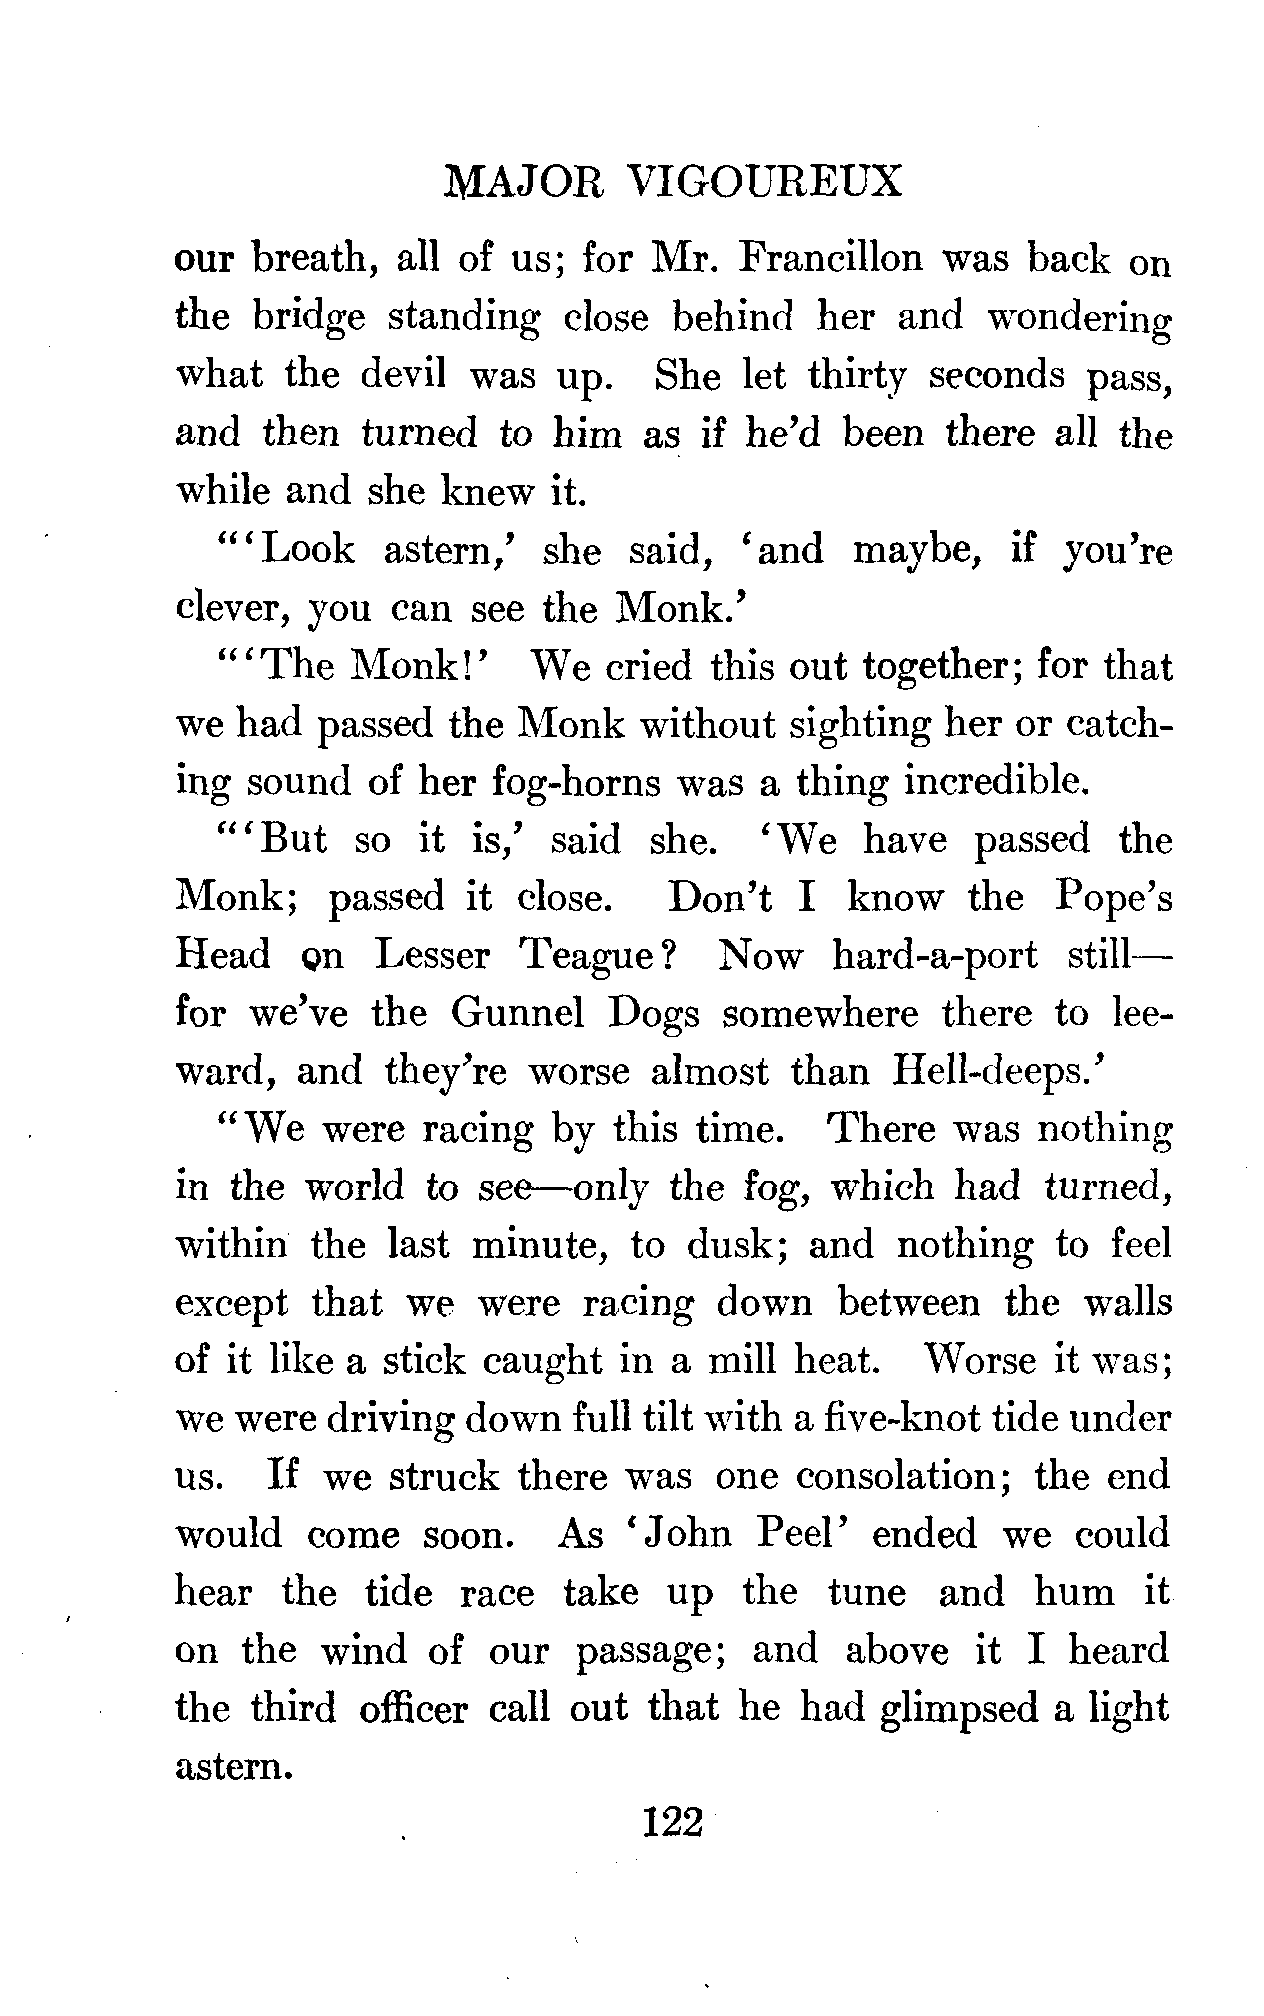 MAJOR VIGOUREUX
our breath, all of us; for Mr. Francillon was back on
the bridge standing close behind her and wondering
what the devil was up. She let thirty seconds pass,
and then turned to him as if he'd been there all the
while and she knew it.
"'Look astern,' she said, 'and maybe, if you're
clever, you can see the Monk.'
"'The Monk!' We cried this out together; for that
we had passed the Monk without sighting her or catch-
ing sound of her fog-horns was a thing incredible.
"'But so it is,' said she. 'We have passed the
Monk; passed it close. Don't I know the Pope's
Head on Lesser Teague? Now hard-a-port still—
for we've the Gunnel Dogs somewhere there to lee-
ward, and they're worse almost than Hell-deeps.'
"We were racing by this time. There was nothing
in the world to see—only the fog, which had turned,
within the last minute, to dusk; and nothing to feel
except that we were racing down between the walls
of it like a stick caught in a mill heat. Worse it was;
we were driving down full tilt with a five-knot tide under
us. If we struck there was one consolation; the end
would come soon. As 'John Peel' ended we could
hear the tide race take up the tune and hum it
on the wind of our passage; and above it I heard
the third officer call out that he had glimpsed a light
astern.
122